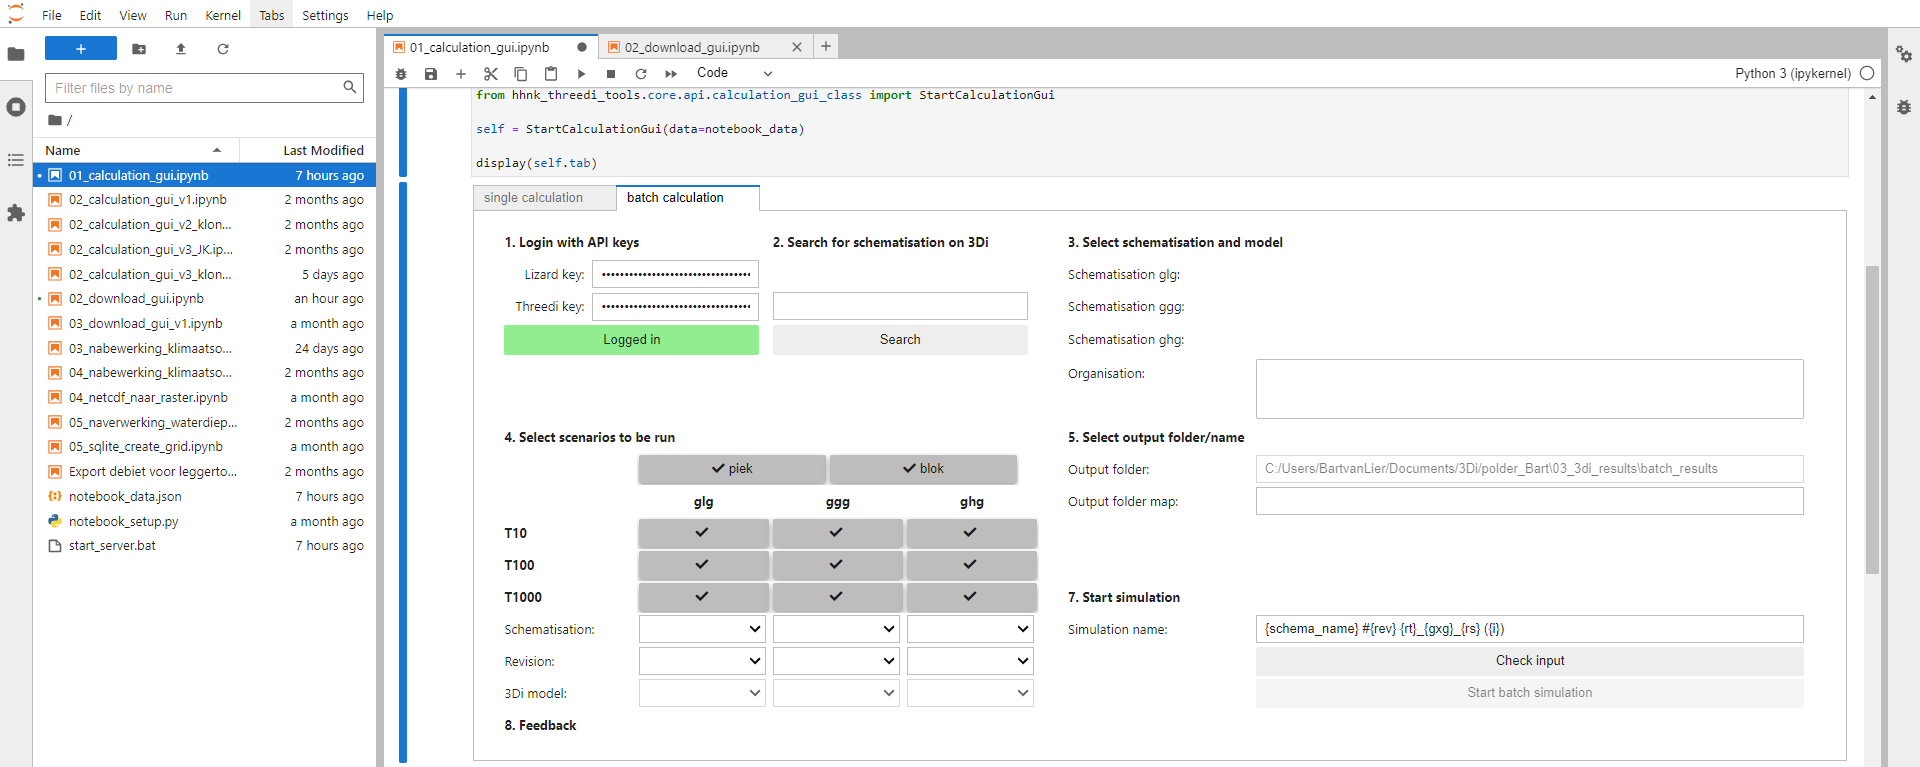 File Edit View Run Kernel Tabs Settings Help
+
Filter files by name
/
Name Last Modified
01_calculation_gui.ipynb 7 hours ago
02_calculation_gui_v1.ipynb 2 months ago
02_calculation_gui_v2_klon... 2 months ago
02_calculation_gui_v3_JK.ip... 2 months ago
02_calculation_gui_v3_klon... 5 days ago
02_download_gui.ipynb an hour ago
03_download_gui_v1.ipynb a month ago
03_nabewerking_klimaatso... 24 days ago
04_nabewerking_klimaatso... 2 months ago
04_netcdf_naar_raster.ipynb a month ago
05_naverwerking_waterdiep... 2 months ago
05_sqlite_create_grid.ipynb a month ago
Export debiet voor leggerto... 2 months ago
notebook_data.json 7 hours ago
notebook_setup.py a month ago
start_server.bat 7 hours ago
01_calculation_gui.ipynb 02_download_gui.ipynb
Code Python 3 (ipykernel)
from hhnk_threedi_tools.core.api.calculation_gui_class import StartCalculationGui
self = StartCalculationGui(data=notebook_data)
display(self.tab)
single calculation batch calculation
1. Login with API keys
Lizard key:
Threedi key:
Logged in
2. Search for schematisation on 3Di
Search
3. Select schematisation and model
Schematisation glg:
Schematisation ggg:
Schematisation ghg:
Organisation:
4. Select scenarios to be run
piek blok
glg ggg ghg
T10
T100
T1000
Schematisation:
Revision:
3Di model:
5. Select output folder/name
Output folder: C:/Users/BartvanLier/Documents/3Di/polder_Bart\03_3di_results\batch_results
Output folder map:
7. Start simulation
Simulation name: {schema_name} #{rev} {rt}_{gxg}_{rs} ({i})
Check input
Start batch simulation
8. Feedback